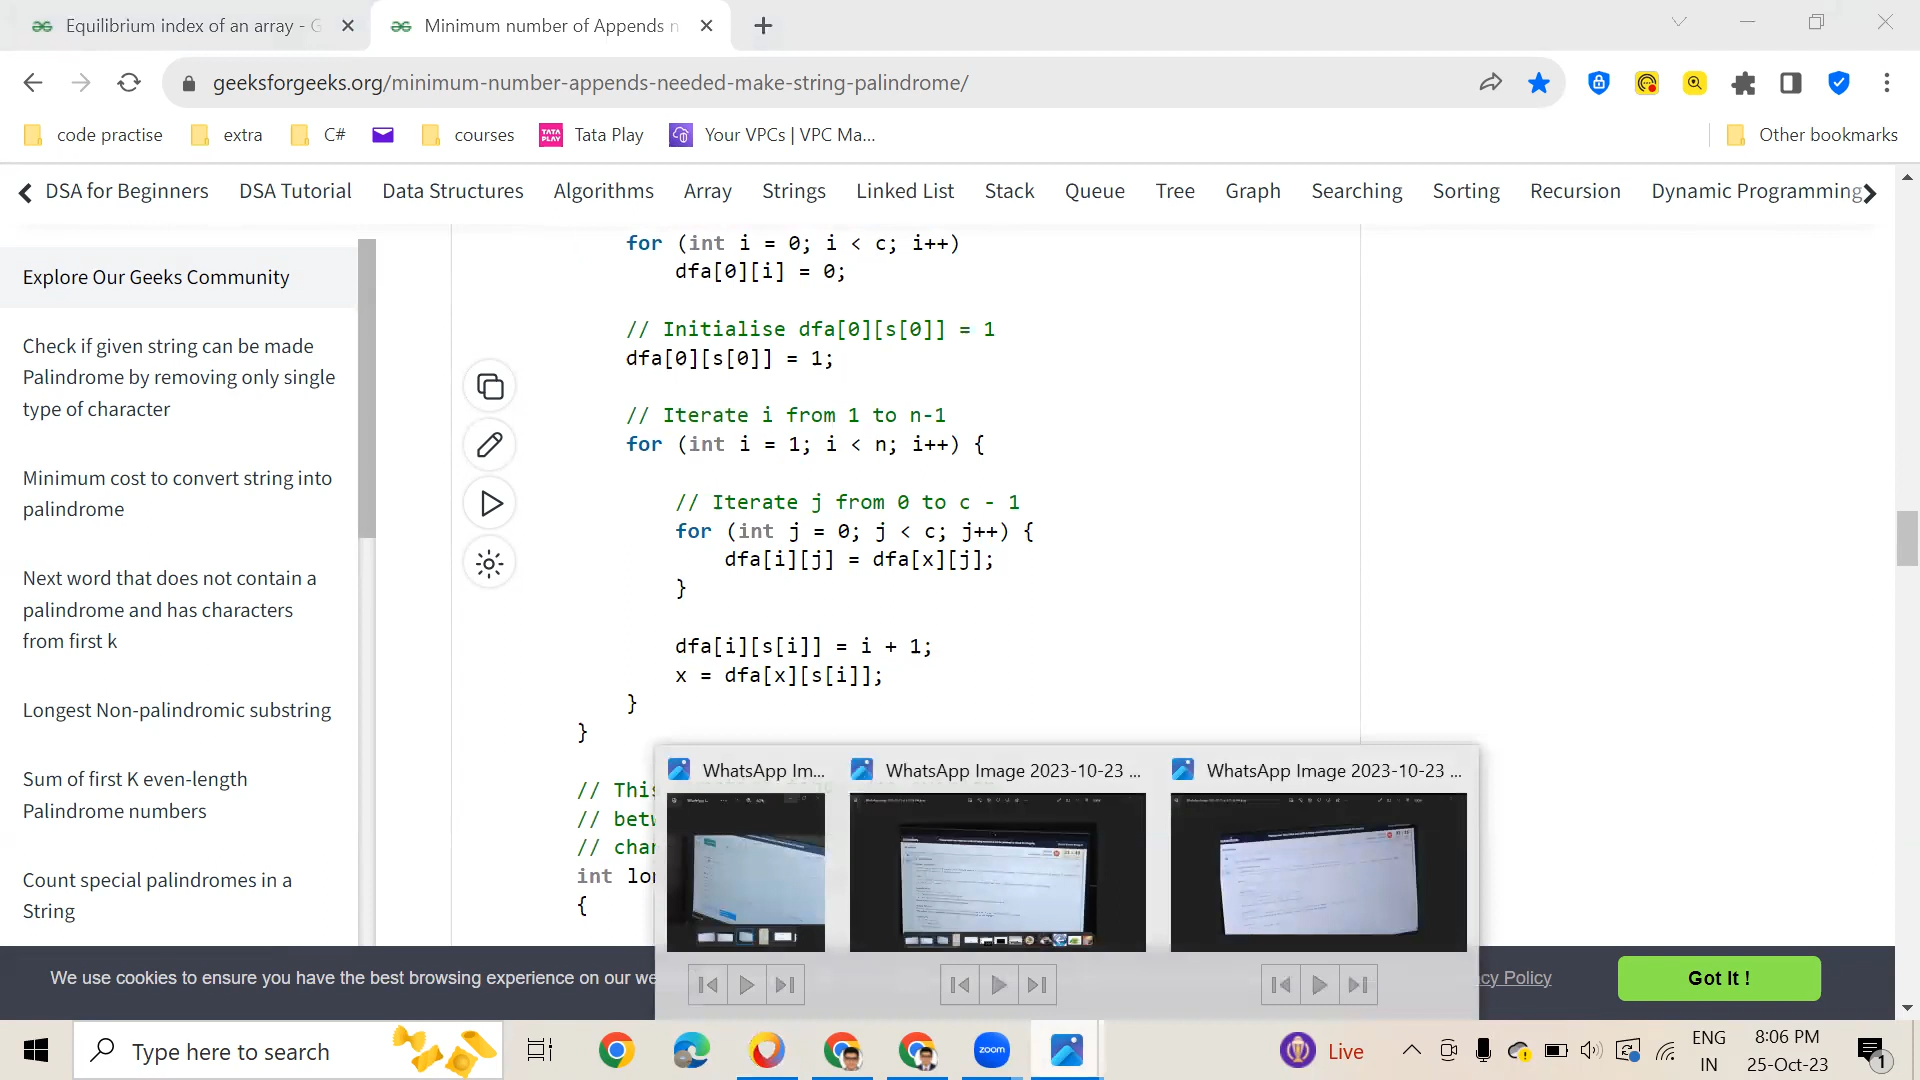 Equilibrium index of an array - G
Minimum number of Appends n
geeksforgeeks.org/minimum-number-appends-needed-make-string-palindrome/
code practise
extra
C#
courses
TATA PLAY
Tata Play
Your VPCs | VPC Ma...
Other bookmarks
DSA for Beginners
DSA Tutorial
Data Structures
Algorithms
Array
Strings
Linked List
Stack
Queue
Tree
Graph
Searching
Sorting
Recursion
Dynamic Programming
Explore Our Geeks Community
Check if given string can be made
Palindrome by removing only single
type of character
Minimum cost to convert string into
palindrome
Next word that does not contain a
palindrome and has characters
from first k
Longest Non-palindromic substring
Sum of first K even-length
Palindrome numbers
Count special palindromes in a
String
for (int i = 0; i < c; i++)
dfa[0][i] = 0;
// Initialise dfa[0][s[0]] = 1
dfa[0][s[0]] = 1;
// Iterate i from 1 to n-1
for (int i = 1; i < n; i++) {
// Iterate j from 0 to c - 1
for (int j = 0; j < c; j++) {
dfa[i][j] = dfa[x][j];
}
dfa[i][s[i]] = i + 1;
x = dfa[x][s[i]];
}
}
// This
// betw
// char
int lon
{
WhatsApp Im...
WhatsApp Image 2023-10-23 ...
WhatsApp Image 2023-10-23 ...
We use cookies to ensure you have the best browsing experience on our we
cy Policy
Got It !
Type here to search
zoom
Live
ENG
IN
8:06 PM
25-Oct-23
1